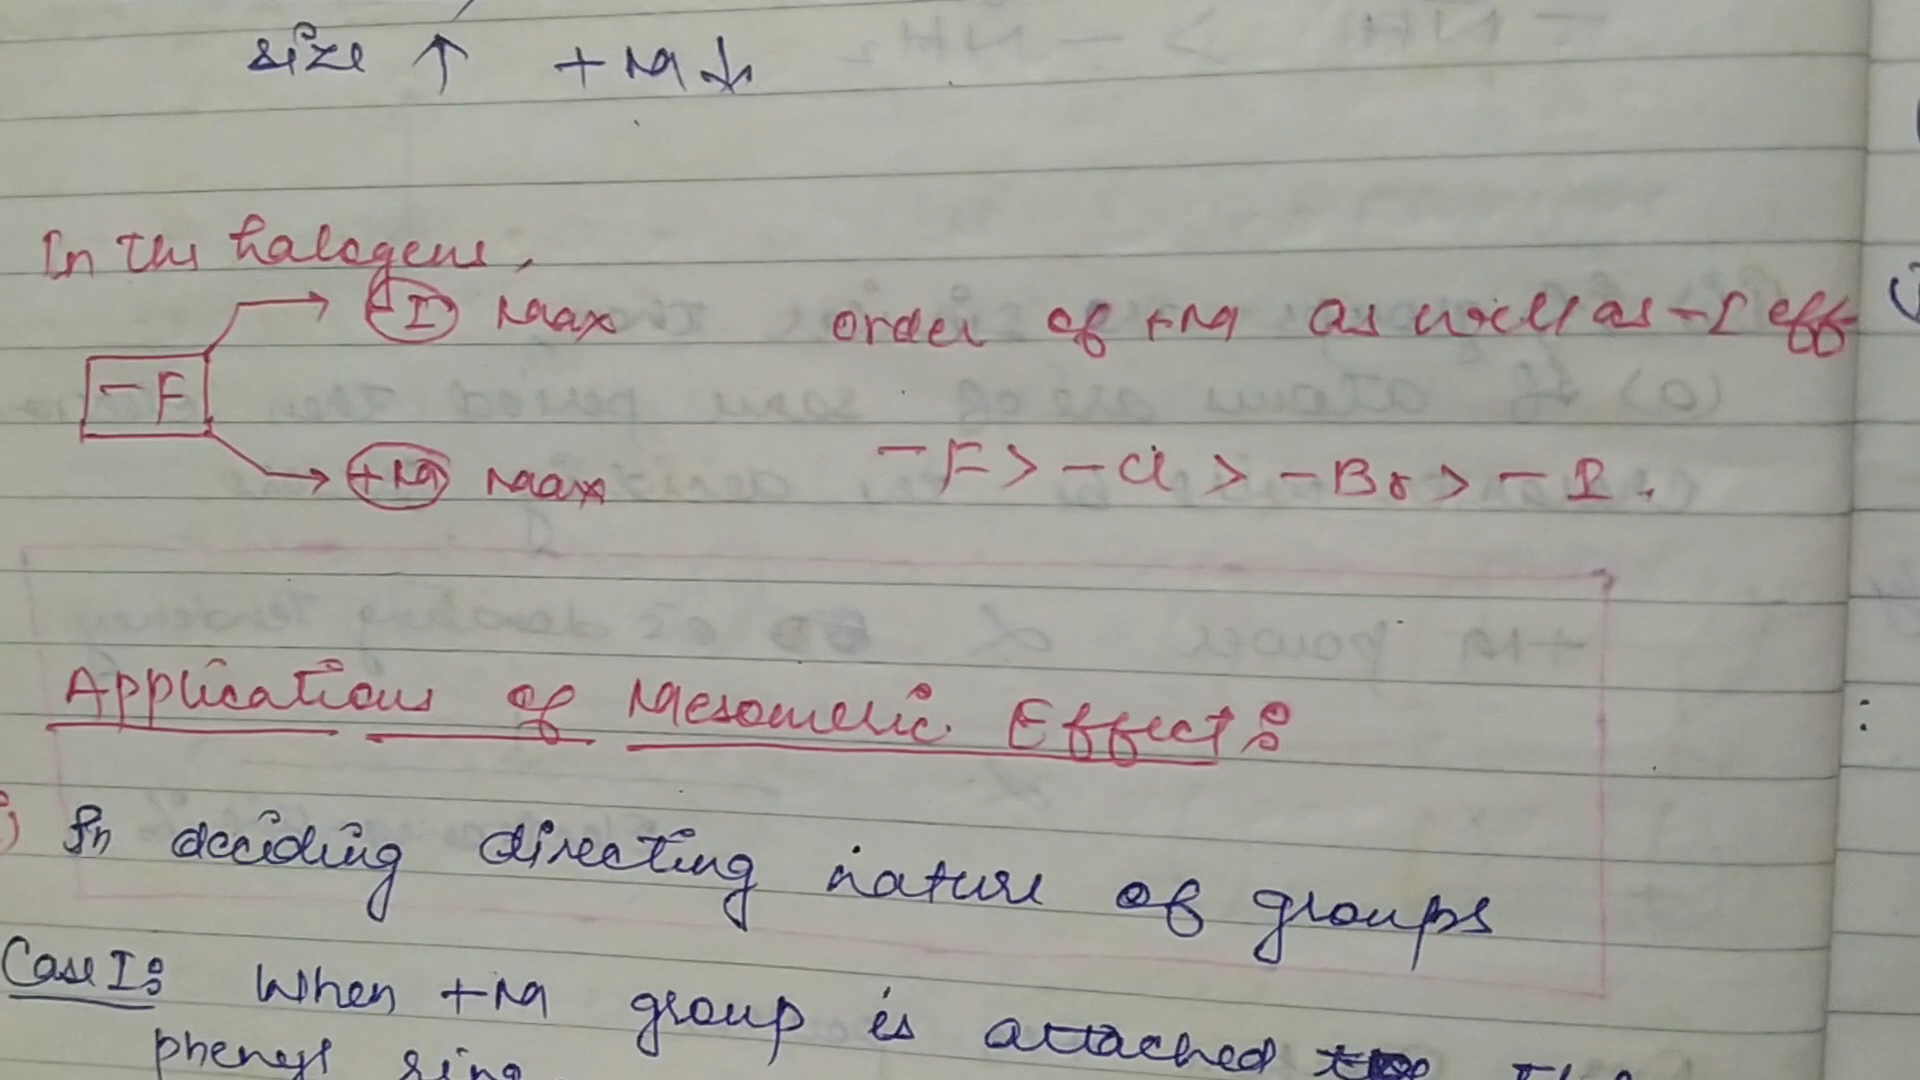 size ↑ +M ↓
In the halogens,
-I Max order of +M as well as -I eff
-F
+M Max -F > -Cl > -Br > -I.
Applications of Mesomeric Effect:
) In deciding directing nature of groups
Case I: When +M group is attached to
phenyl ring